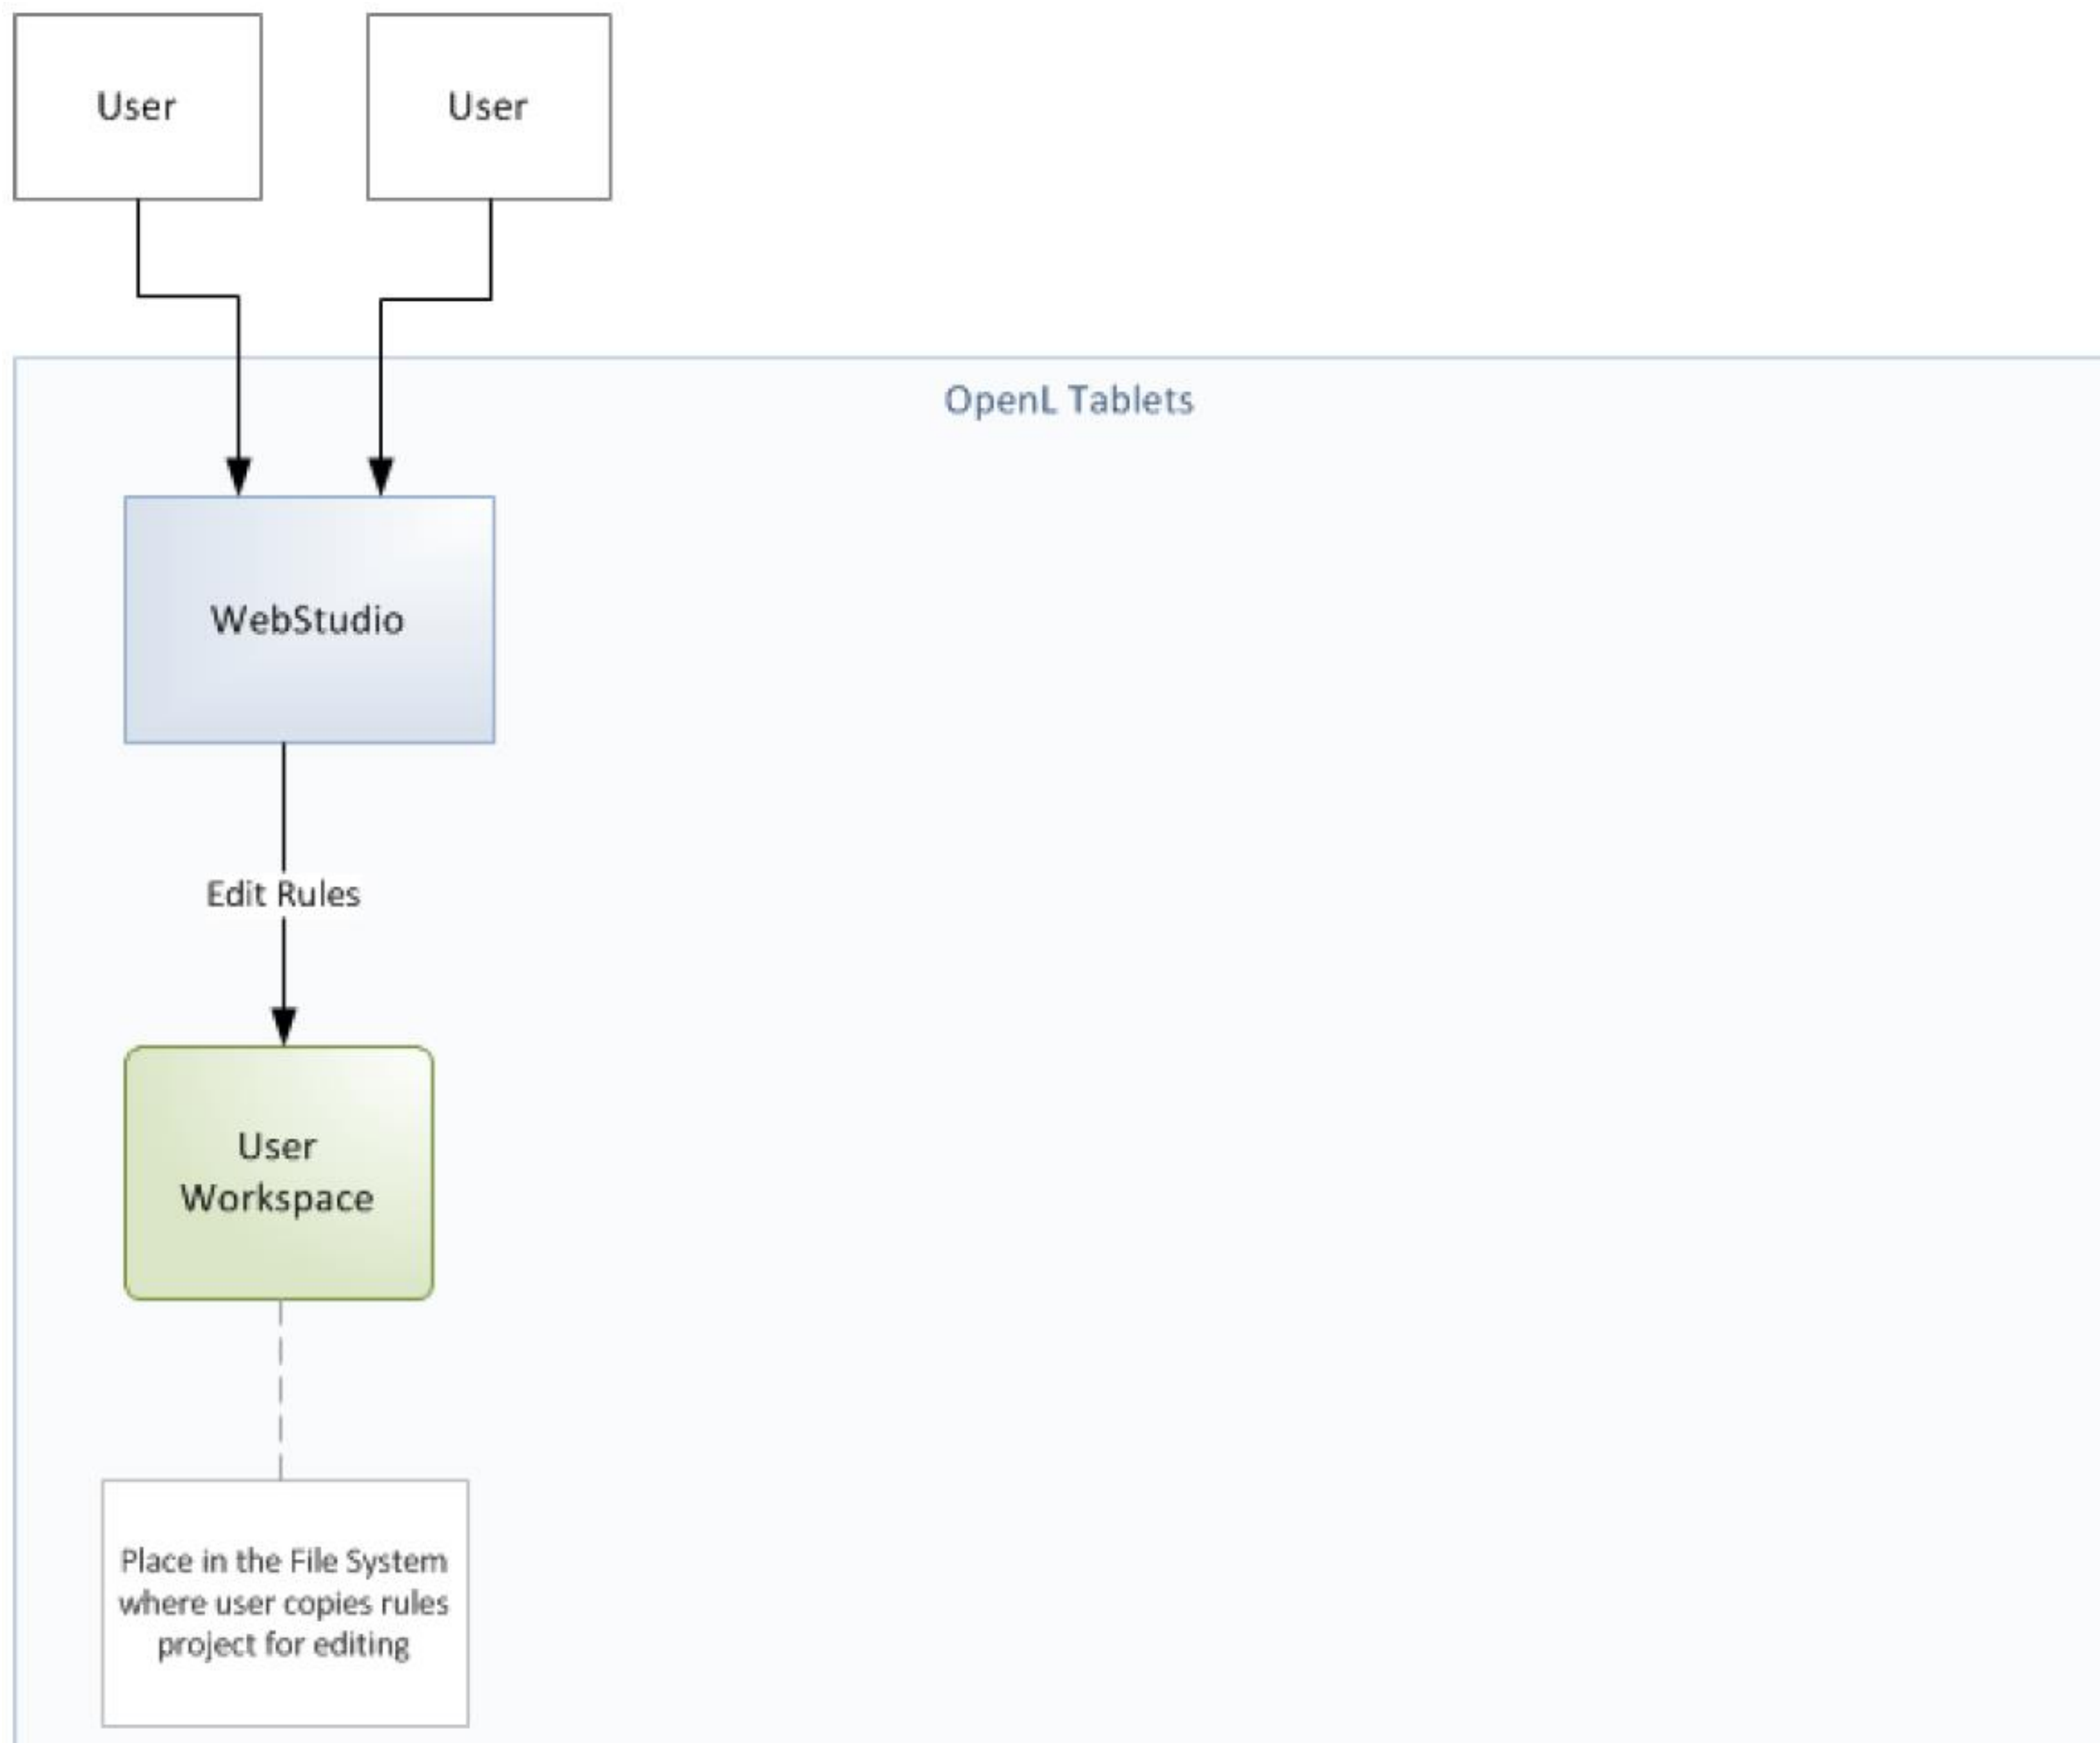 User
User
OpenL Tablets
WebStudio
Edit Rules
User
Workspace
Place in the File System
where user copies rules
project for editing